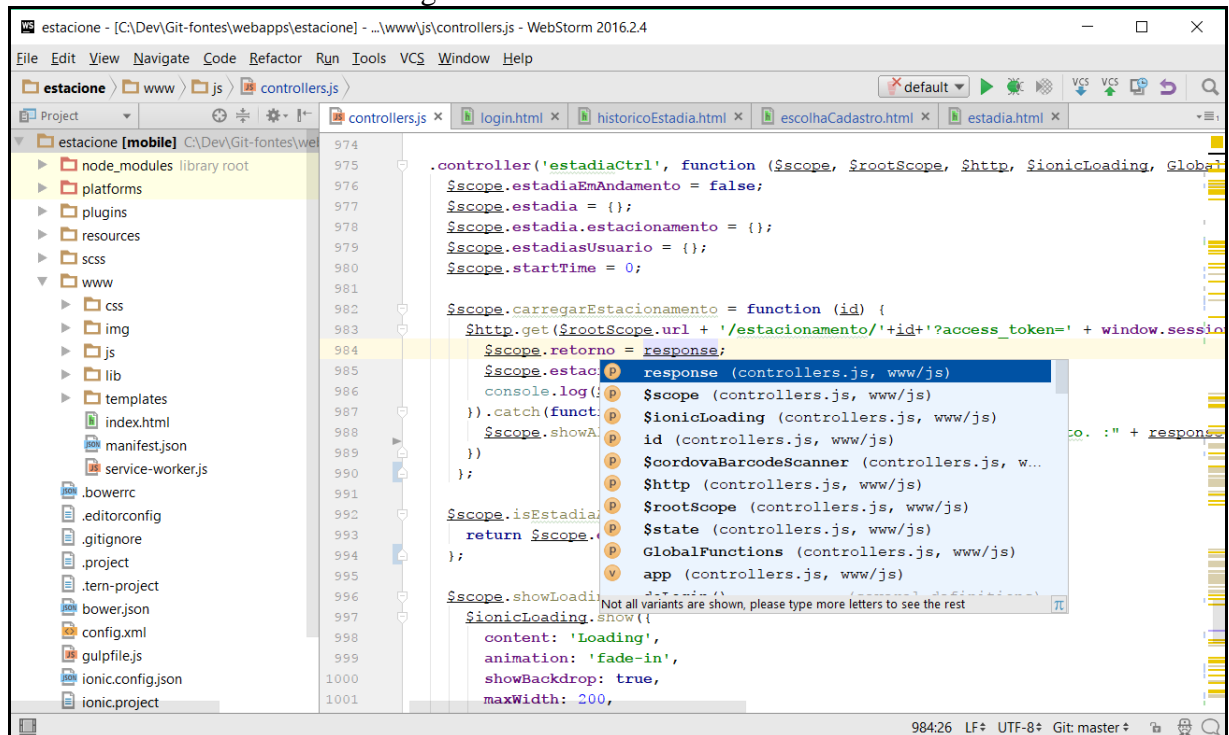 estacione - [C:\Dev\Git-fontes\webapps\estacione] - ...\www\js\controllers.js - WebStorm 2016.2.4
File Edit View Navigate Code Refactor Run Tools VCS Window Help
estacione www js controllers.js default VCS VCS
Project controllers.js login.html historicoEstadia.html escolhaCadastro.html estadia.html
estacione [mobile] C:\Dev\Git-fontes\wel
node_modules library root
platforms
plugins
resources
scss
www
css
img
js
lib
templates
index.html
manifest.json
service-worker.js
.bowerrc
.editorconfig
.gitignore
.project
.tern-project
bower.json
config.xml
gulpfile.js
ionic.config.json
ionic.project
974
975 .controller('estadiaCtrl', function ($scope, $rootScope, $http, $ionicLoading, Global
976 $scope.estadiaEmAndamento = false;
977 $scope.estadia = {};
978 $scope.estadia.estacionamento = {};
979 $scope.estadiasUsuario = {};
980 $scope.startTime = 0;
981
982 $scope.carregarEstacionamento = function (id) {
983 $http.get($rootScope.url + '/estacionamento/'+id+'?access_token=' + window.sessio
984 $scope.retorno = response;
985 $scope.estaci
986 console.log($
987 }).catch(functi
988 $scope.showAl to. :" + response
989 })
990 };
991
992 $scope.isEstadia
993 return $scope.
994 };
995
996 $scope.showLoadin
997 $ionicLoading.show({
998 content: 'Loading',
999 animation: 'fade-in',
1000 showBackdrop: true,
1001 maxWidth: 200,
response (controllers.js, www/js)
$scope (controllers.js, www/js)
$ionicLoading (controllers.js, www/js)
id (controllers.js, www/js)
$cordovaBarcodeScanner (controllers.js, w...
$http (controllers.js, www/js)
$rootScope (controllers.js, www/js)
$state (controllers.js, www/js)
GlobalFunctions (controllers.js, www/js)
app (controllers.js, www/js)
Not all variants are shown, please type more letters to see the rest π
984:26 LF UTF-8 Git: master